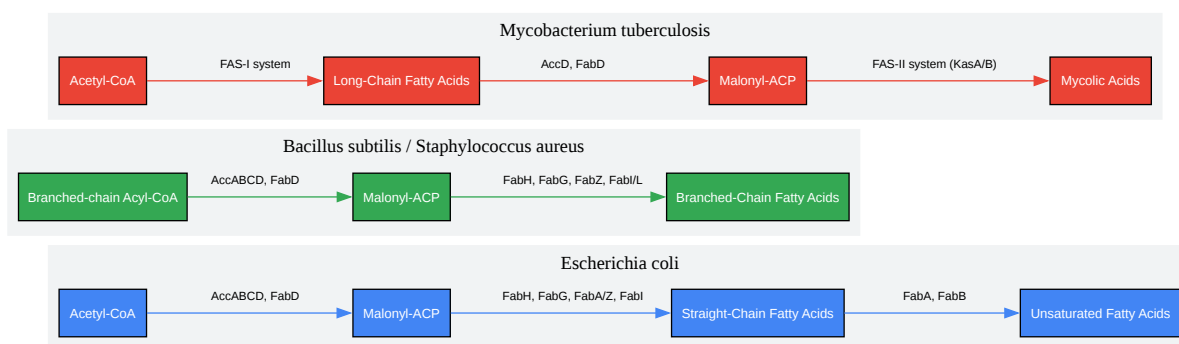 Mycobacterium tuberculosis
Acetyl-CoA
FAS-I system
Long-Chain Fatty Acids
AccD, FabD
Malonyl-ACP
FAS-II system (KasA/B)
Mycolic Acids
Bacillus subtilis / Staphylococcus aureus
Branched-chain Acyl-CoA
AccABCD, FabD
Malonyl-ACP
FabH, FabG, FabZ, FabI/L
Branched-Chain Fatty Acids
Escherichia coli
Acetyl-CoA
AccABCD, FabD
Malonyl-ACP
FabH, FabG, FabA/Z, FabI
Straight-Chain Fatty Acids
FabA, FabB
Unsaturated Fatty Acids